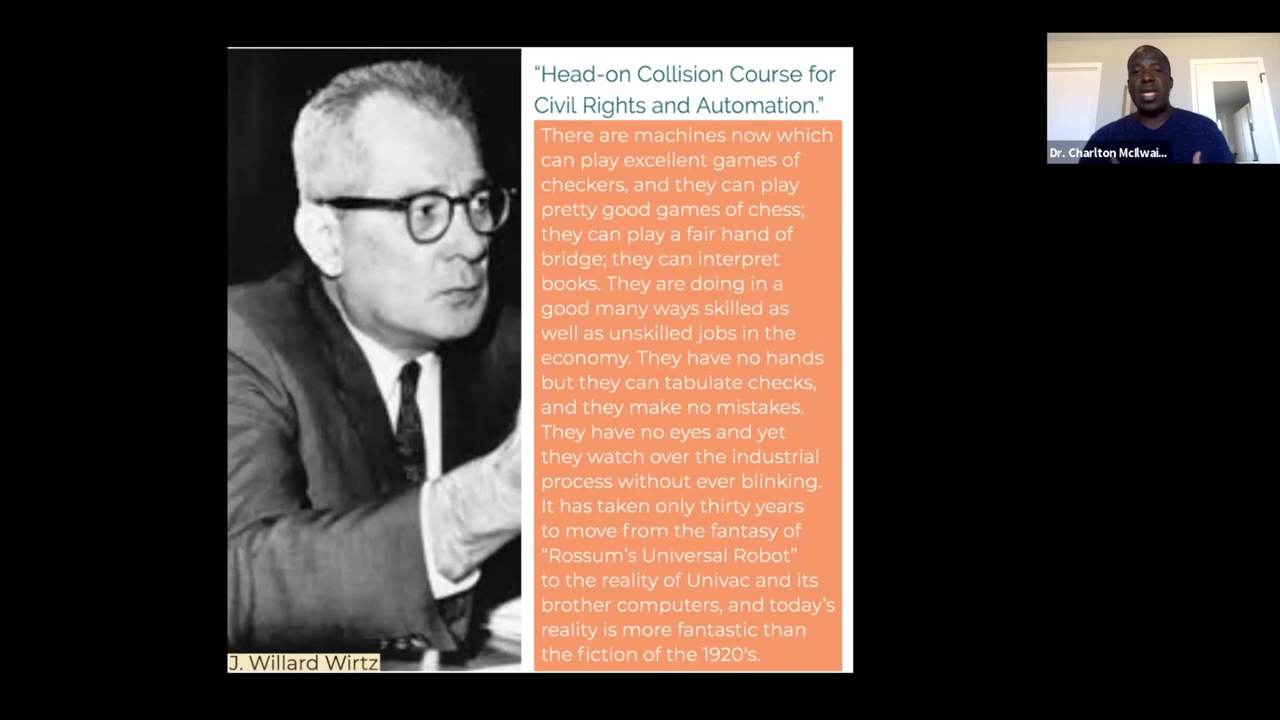 “Head-on Collision Course for
Civil Rights and Automation.”
There are machines now which
can play excellent games of
checkers, and they can play
pretty good games of chess;
they can play a fair hand of
bridge; they can interpret
books. They are doing in a
good many ways skilled as
well as unskilled jobs in the
economy. They have no hands
but they can tabulate checks,
and they make no mistakes.
They have no eyes and yet
they watch over the industrial
process without ever blinking.
It has taken only thirty years
to move from the fantasy of
“Rossum’s Universal Robot”
to the reality of Univac and its
brother computers, and today’s
reality is more fantastic than
the fiction of the 1920's.
J. Willard Wirtz
Dr. Charlton McIlwai...